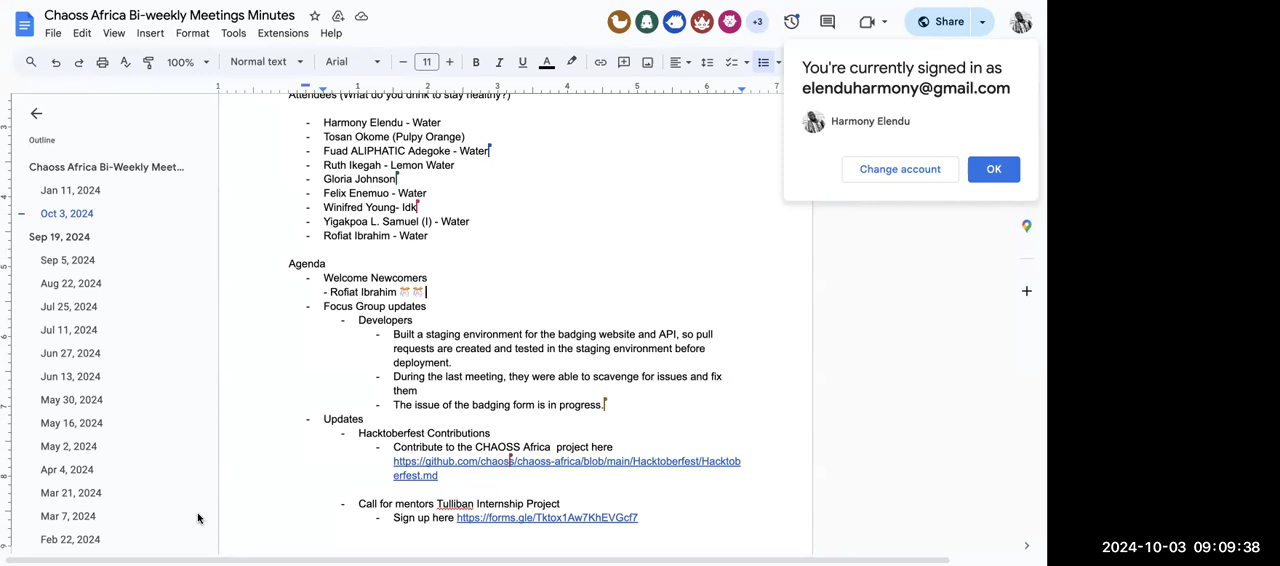 Chaoss Africa Bi-weekly Meetings Minutes
File Edit View Insert Format Tools Extensions Help
+3
Share
100% Normal text Arial 11
1 1 2 3 4 5 6 7
You're currently signed in as
elenduharmony@gmail.com
Harmony Elendu
Change account OK
Outline
Chaoss Africa Bi-Weekly Meet...
Jan 11, 2024
Oct 3, 2024
Sep 19, 2024
Sep 5, 2024
Aug 22, 2024
Jul 25, 2024
Jul 11, 2024
Jun 27, 2024
Jun 13, 2024
May 30, 2024
May 16, 2024
May 2, 2024
Apr 4, 2024
Mar 21, 2024
Mar 7, 2024
Feb 22, 2024
Attendees (What do you drink to stay healthy?)
- Harmony Elendu - Water
- Tosan Okome (Pulpy Orange)
- Fuad ALIPHATIC Adegoke - Water
- Ruth Ikegah - Lemon Water
- Gloria Johnson
- Felix Enemuo - Water
- Winifred Young- Idk
- Yigakpoa L. Samuel (I) - Water
- Rofiat Ibrahim - Water
Agenda
- Welcome Newcomers
- Rofiat Ibrahim
- Focus Group updates
- Developers
- Built a staging environment for the badging website and API, so pull
requests are created and tested in the staging environment before
deployment.
- During the last meeting, they were able to scavenge for issues and fix
them
- The issue of the badging form is in progress.
- Updates
- Hacktoberfest Contributions
- Contribute to the CHAOSS Africa project here
https://github.com/chaoss/chaoss-africa/blob/main/Hacktoberfest/Hacktob
erfest.md
- Call for mentors Tulliban Internship Project
- Sign up here https://forms.gle/Tktox1Aw7KhEVGcf7
2024-10-03 09:09:38